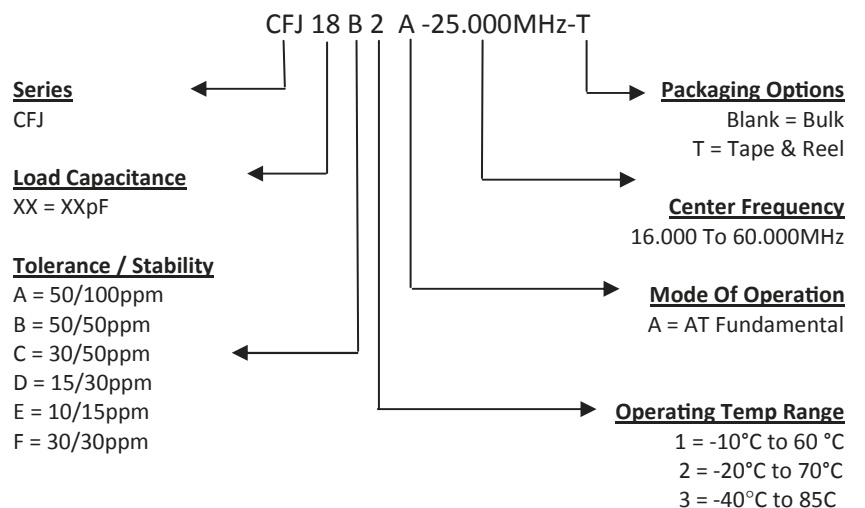 CFJ 18 B 2 A -25.000MHz-T
Series
CFJ
Load Capacitance
XX = XXpF
Tolerance / Stability
A = 50/100ppm
B = 50/50ppm
C = 30/50ppm
D = 15/30ppm
E = 10/15ppm
F = 30/30ppm
Packaging Options
Blank = Bulk
T = Tape & Reel
Center Frequency
16.000 To 60.000MHz
Mode Of Operation
A = AT Fundamental
Operating Temp Range
1 = -10°C to 60 °C
2 = -20°C to 70°C
3 = -40°C to 85C